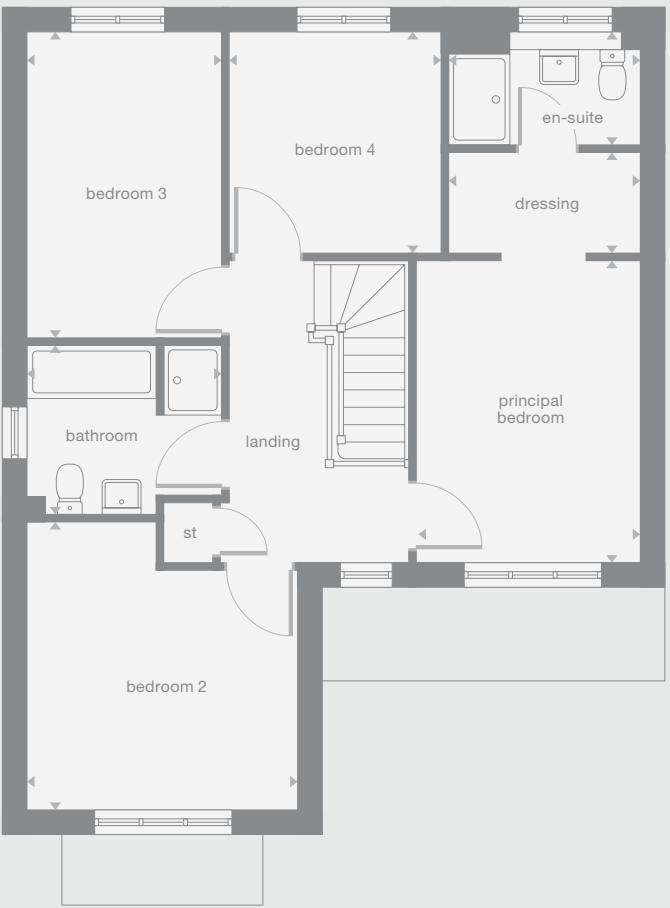 en-suite
bedroom 4
bedroom 3
dressing
principal
bedroom
bathroom
landing
st
bedroom 2